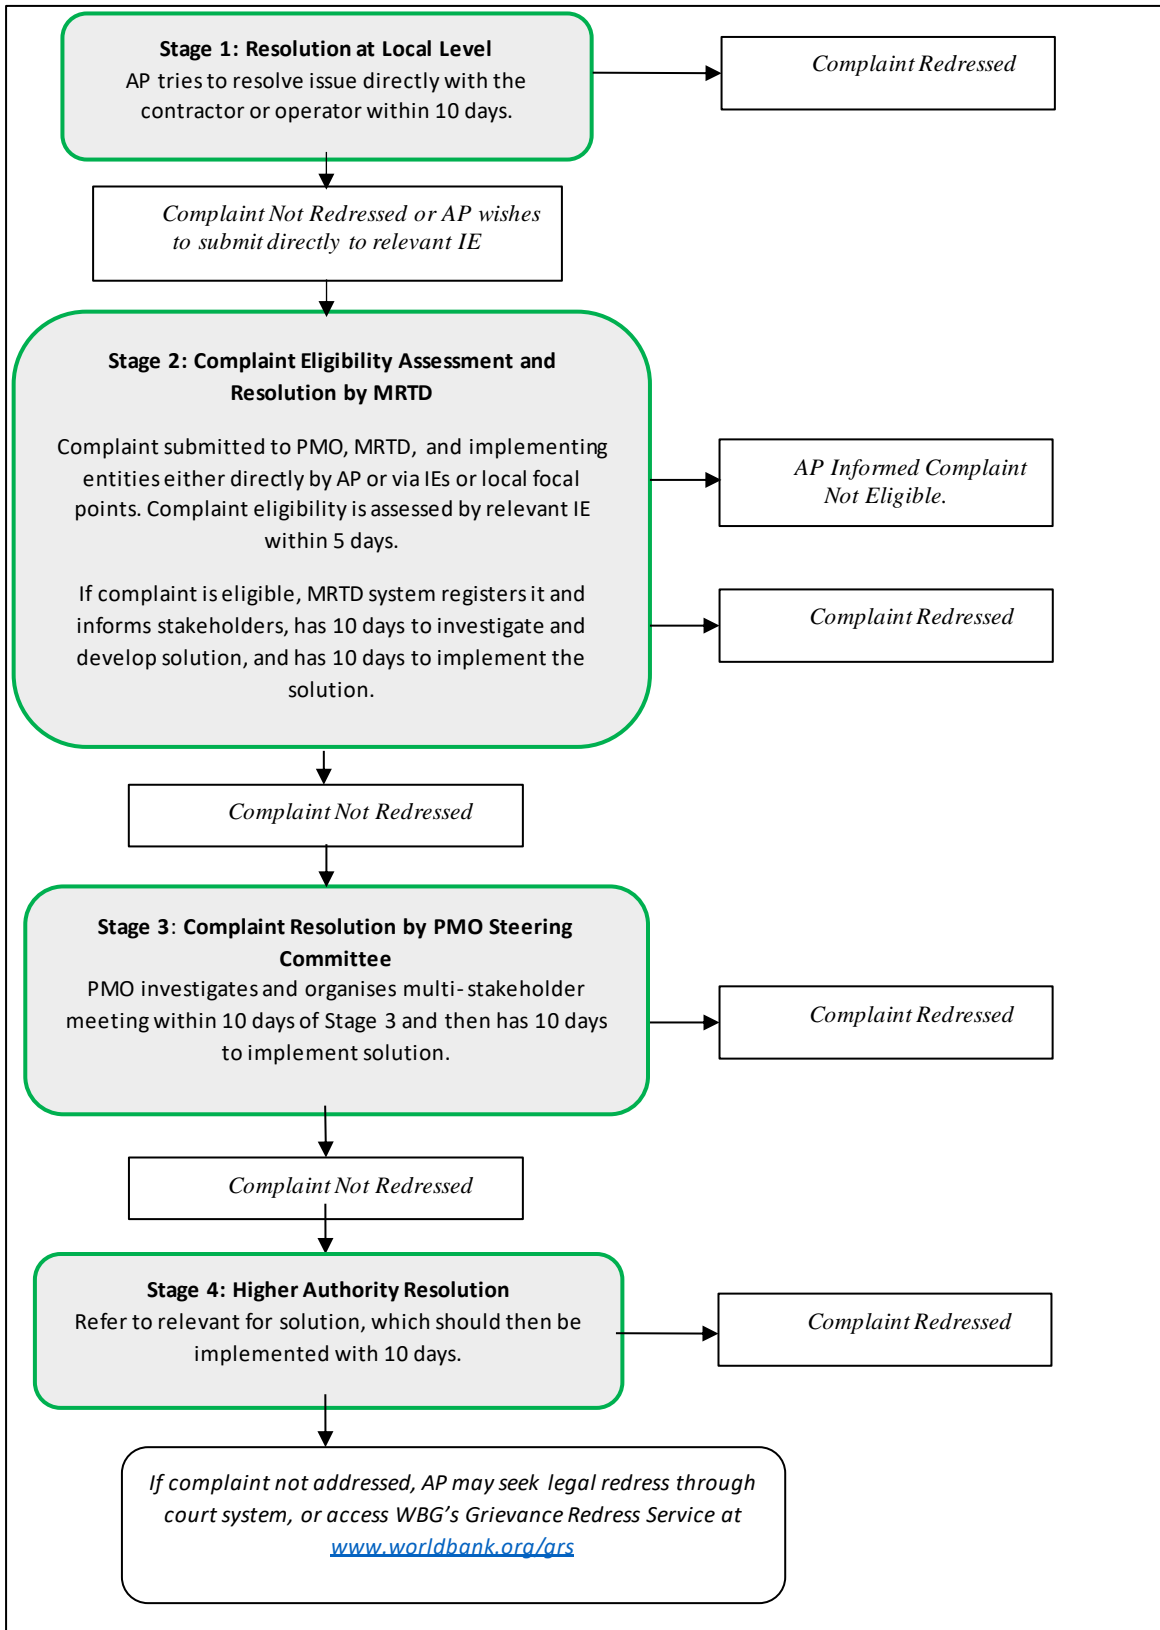 Stage 1: Resolution at Local Level
AP tries to resolve issue directly with the
contractor or operator within 10 days.
Complaint Redressed
Complaint Not Redressed or AP wishes
to submit directly to relevant IE
Stage 2: Complaint Eligibility Assessment and
Resolution by MRTD
Complaint submitted to PMO, MRTD, and implementing
entities either directly by AP or via IEs or local focal
points. Complaint eligibility is assessed by relevant IE
within 5 days.
If complaint is eligible, MRTD system registers it and
informs stakeholders, has 10 days to investigate and
develop solution, and has 10 days to implement the
solution.
AP Informed Complaint
Not Eligible.
Complaint Redressed
Complaint Not Redressed
Stage 3: Complaint Resolution by PMO Steering
Committee
PMO investigates and organises multi-stakeholder
meeting within 10 days of Stage 3 and then has 10 days
to implement solution.
Complaint Redressed
Complaint Not Redressed
Stage 4: Higher Authority Resolution
Refer to relevant for solution, which should then be
implemented with 10 days.
Complaint Redressed
If complaint not addressed, AP may seek legal redress through
court system, or access WBG's Grievance Redress Service at
www.worldbank.org/grs